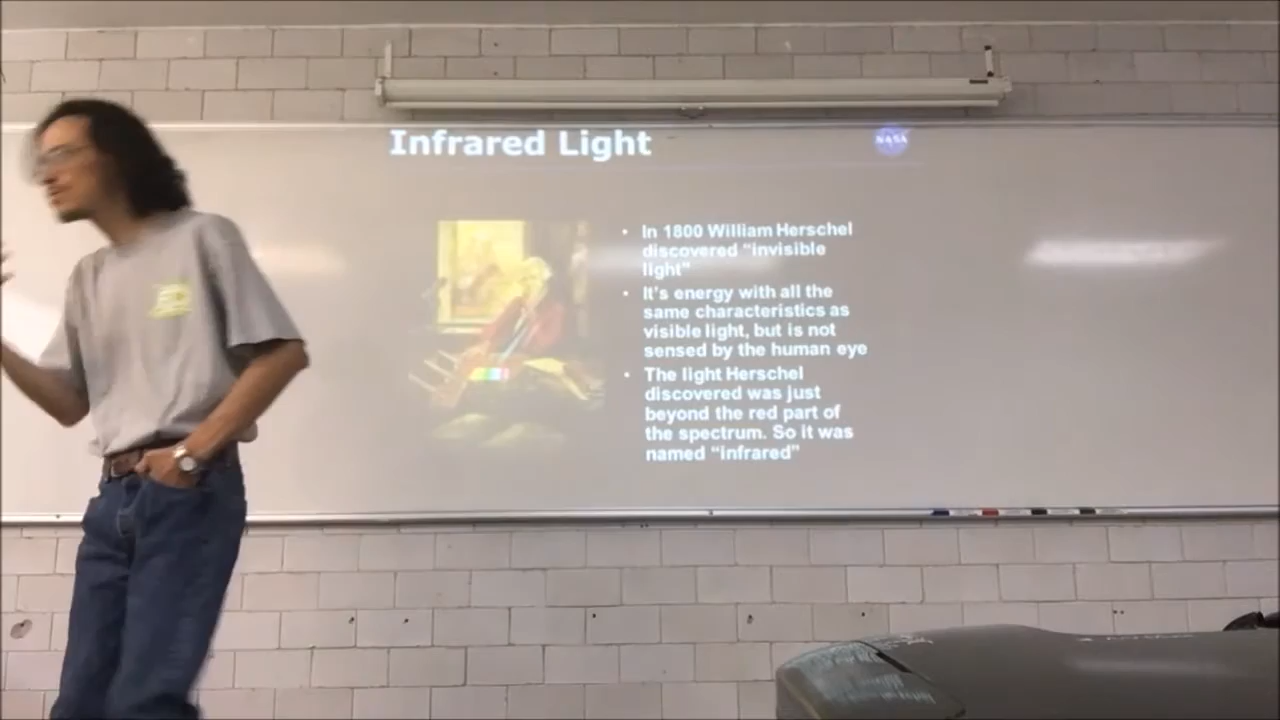 Infrared Light
NASA
• In 1800 William Herschel
discovered "invisible
light"
• It's energy with all the
same characteristics as
visible light, but is not
sensed by the human eye
• The light Herschel
discovered was just
beyond the red part of
the spectrum. So it was
named "infrared"